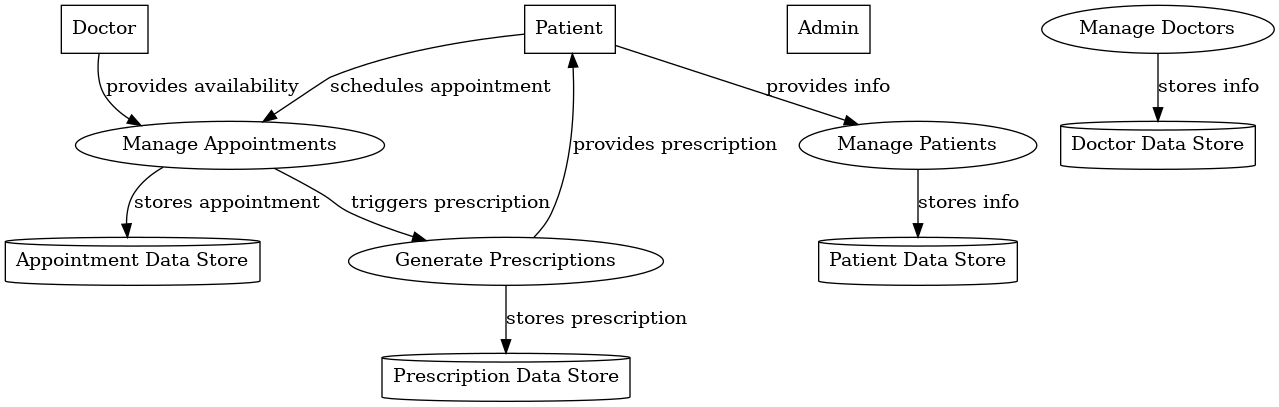 Doctor
Patient
Admin
Manage Doctors
provides availability
schedules appointment
provides info
stores info
Manage Appointments
provides prescription
Manage Patients
Doctor Data Store
stores appointment
triggers prescription
stores info
Appointment Data Store
Generate Prescriptions
Patient Data Store
stores prescription
Prescription Data Store